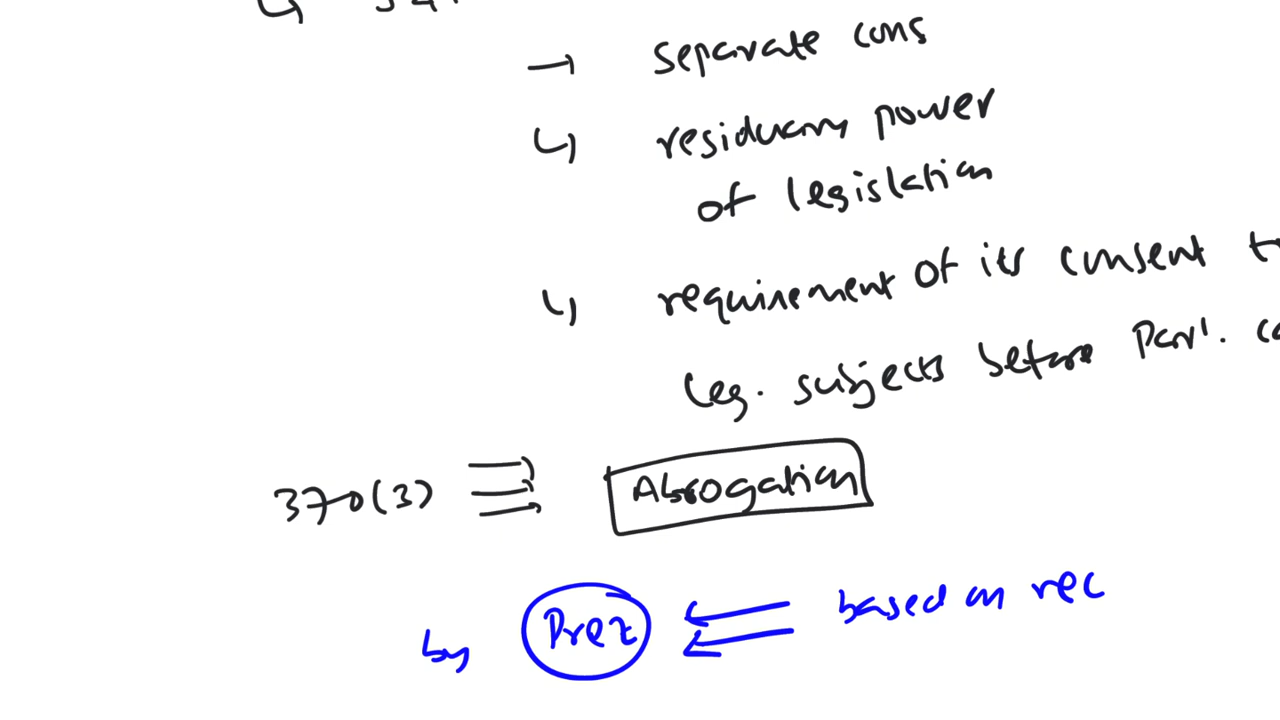 → separate cons
↳ residuary power
of legislation
↳ requirement of its consent
leg. subjects before Parl.
370(3) Abrogation
by Prez based on rec